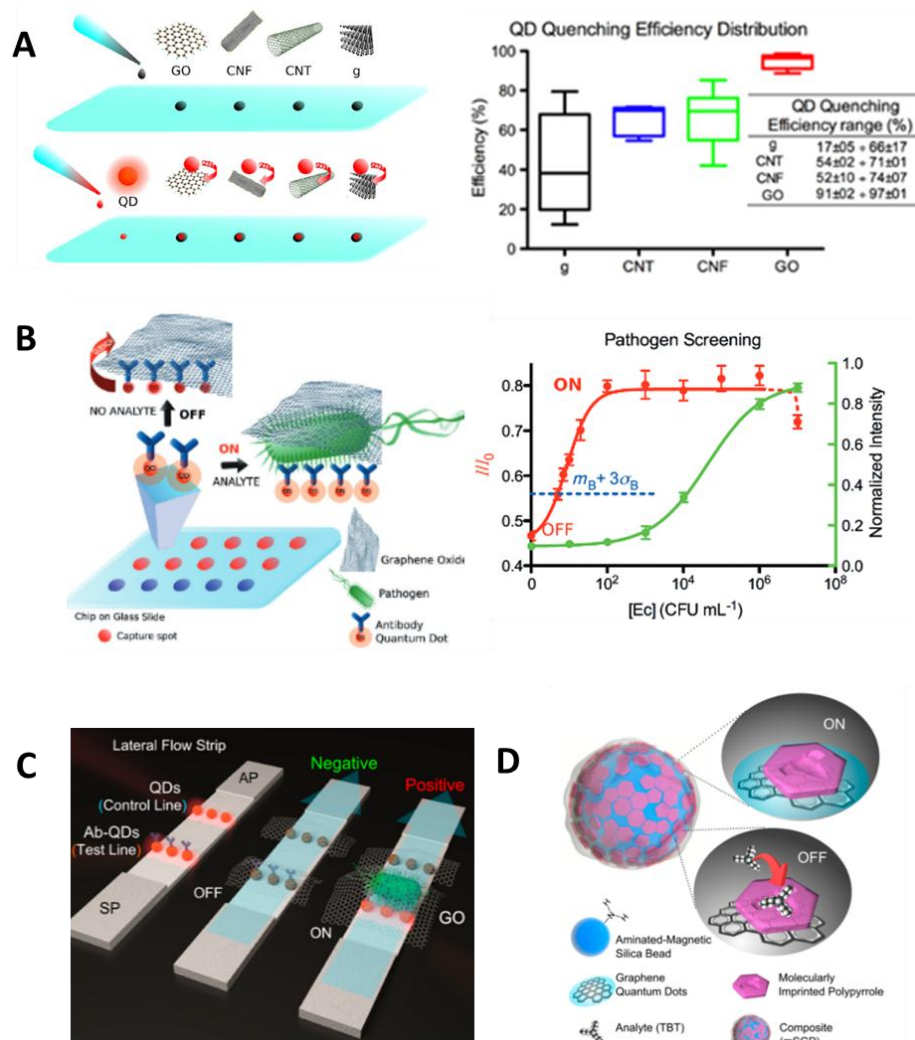 A
GO
CNF
CNT
g
FRET
FRET
FRET
FRET
QD
QD Quenching Efficiency Distribution
Efficiency (%)
100
80
60
40
20
0
g
CNT
CNF
GO
QD Quenching
Efficiency range (%)
g 17±05 ÷ 66±17
CNT 54±02 ÷ 71±01
CNF 52±10 ÷ 74±07
GO 91±02 ÷ 97±01
B
NO ANALYTE
OFF
ON
ANALYTE
Graphene Oxide
Pathogen
Antibody
Quantum Dot
Chip on Glass Slide
Capture spot
Pathogen Screening
I/I0
0.8
0.7
0.6
0.5
0.4
ON
mB + 3σB
OFF
1.0
0.8
0.6
0.4
0.2
0.0
Normalized Intensity
0
10²
10⁴
10⁶
10⁸
[Ec] (CFU mL⁻¹)
C
Lateral Flow Strip
AP
QDs
(Control Line)
Ab-QDs
(Test Line)
SP
Negative
Positive
OFF
ON
GO
D
ON
OFF
Aminated-Magnetic
Silica Bead
Graphene
Quantum Dots
Analyte (TBT)
Molecularly
Imprinted Polypyrrole
Composite